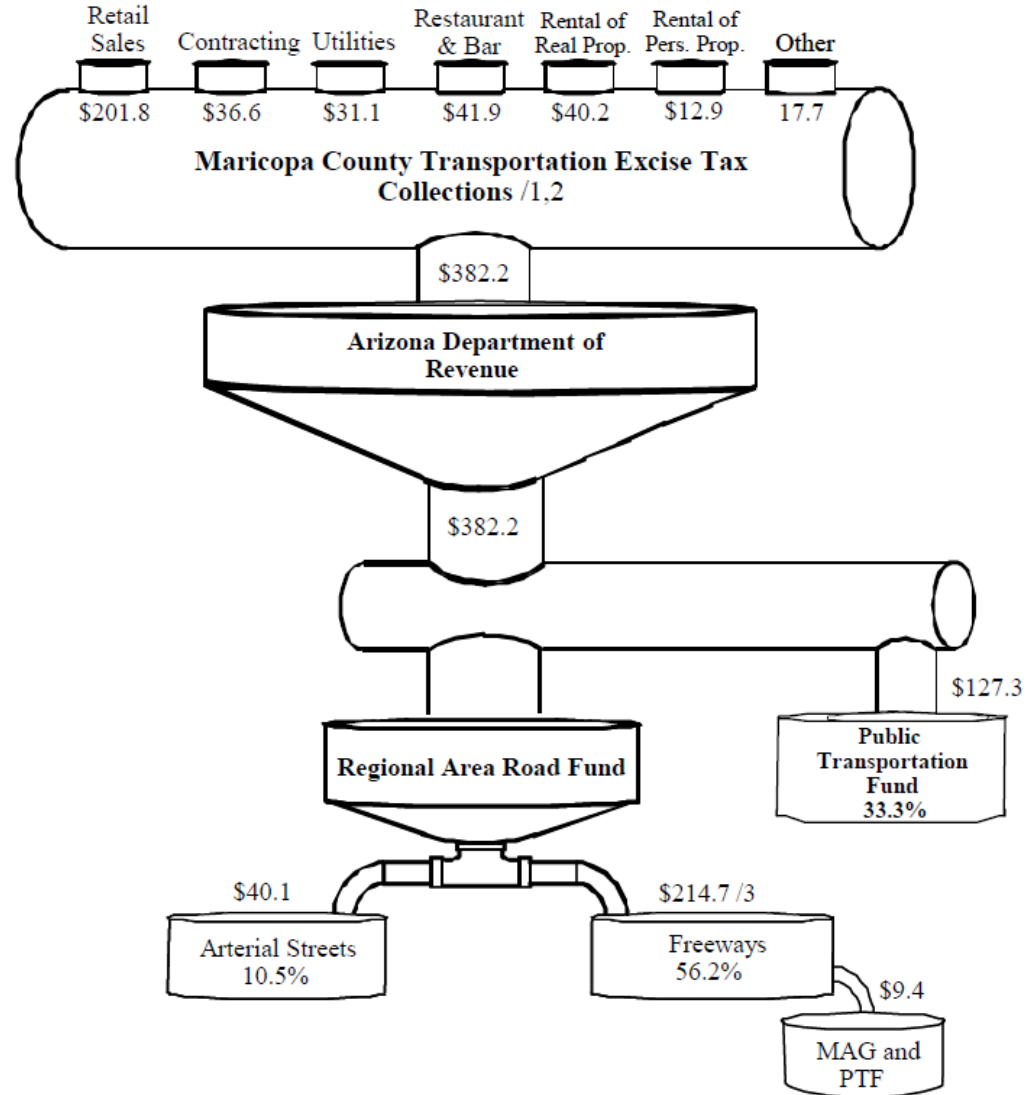 Retail
Sales
Contracting
Utilities
Restaurant
& Bar
Rental of
Real Prop.
Rental of
Pers. Prop.
Other
$201.8
$36.6
$31.1
$41.9
$40.2
$12.9
17.7
Maricopa County Transportation Excise Tax
Collections /1,2
$382.2
Arizona Department of
Revenue
$382.2
$127.3
Public
Transportation
Fund
33.3%
Regional Area Road Fund
$40.1
Arterial Streets
10.5%
$214.7 /3
Freeways
56.2%
$9.4
MAG and
PTF